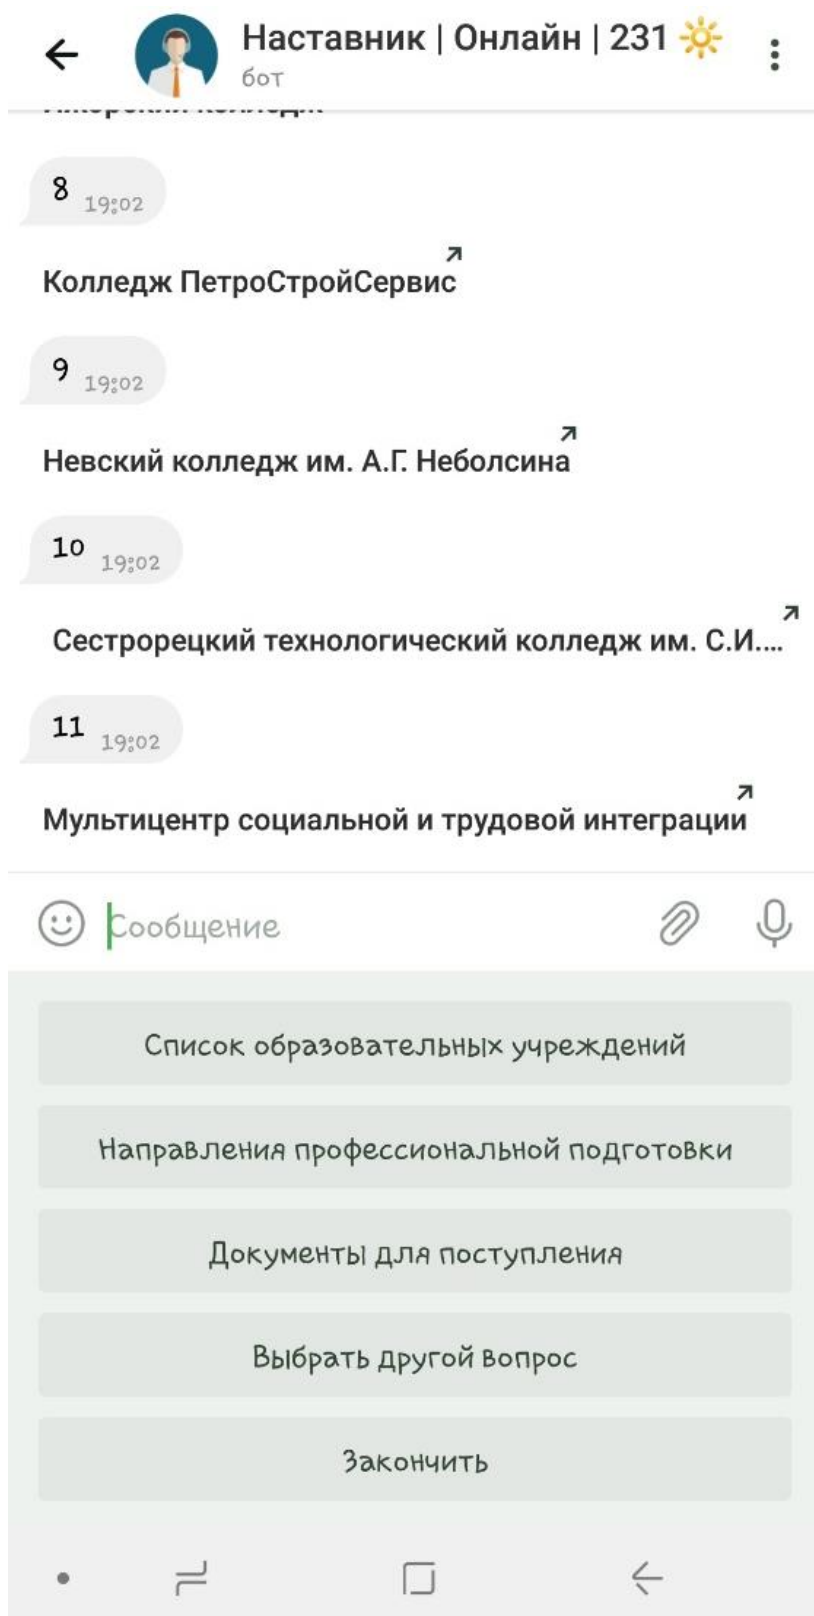 Наставник | Онлайн | 231
бот
Ижорский колледж
8 19:02
Колледж ПетроСтройСервис
9 19:02
Невский колледж им. А.Г. Неболсина
10 19:02
Сестрорецкий технологический колледж им. С.И....
11 19:02
Мультицентр социальной и трудовой интеграции
Сообщение
Список образовательных учреждений
Направления профессиональной подготовки
Документы для поступления
Выбрать другой вопрос
Закончить